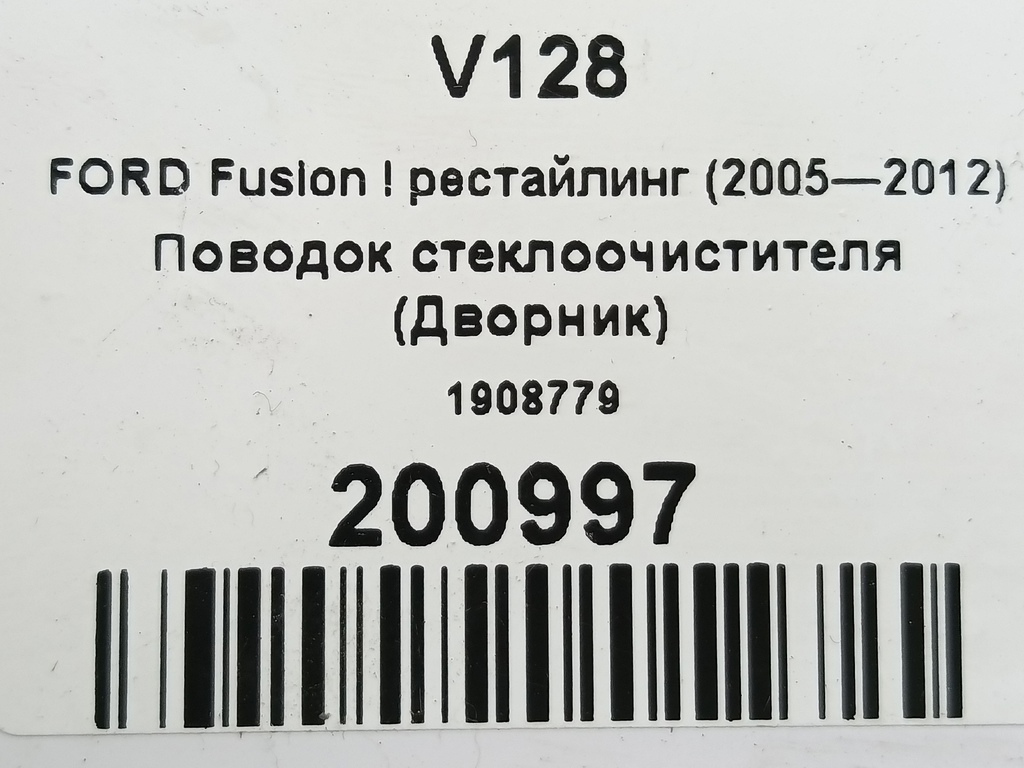 V128
FORD Fusion I рестайлинг (2005—2012)
Поводок стеклоочистителя
(Дворник)
1908779
200997